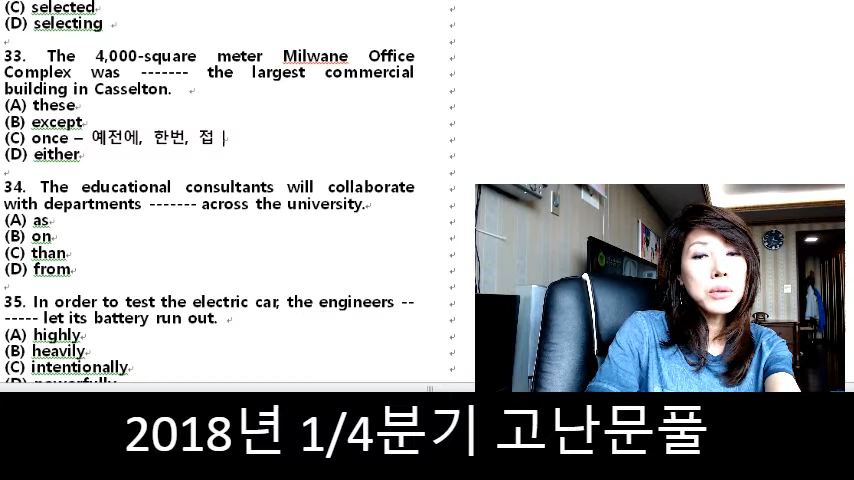 (C) selected
(D) selecting
33. The 4,000-square meter Milwane Office
Complex was ------- the largest commercial
building in Casselton.
(A) these
(B) except
(C) once – 예전에, 한번, 접
(D) either
34. The educational consultants will collaborate
with departments ------- across the university.
(A) as
(B) on
(C) than
(D) from
35. In order to test the electric car, the engineers --
----- let its battery run out.
(A) highly
(B) heavily
(C) intentionally
(D) powerfully
2018년 1/4분기 고난문풀